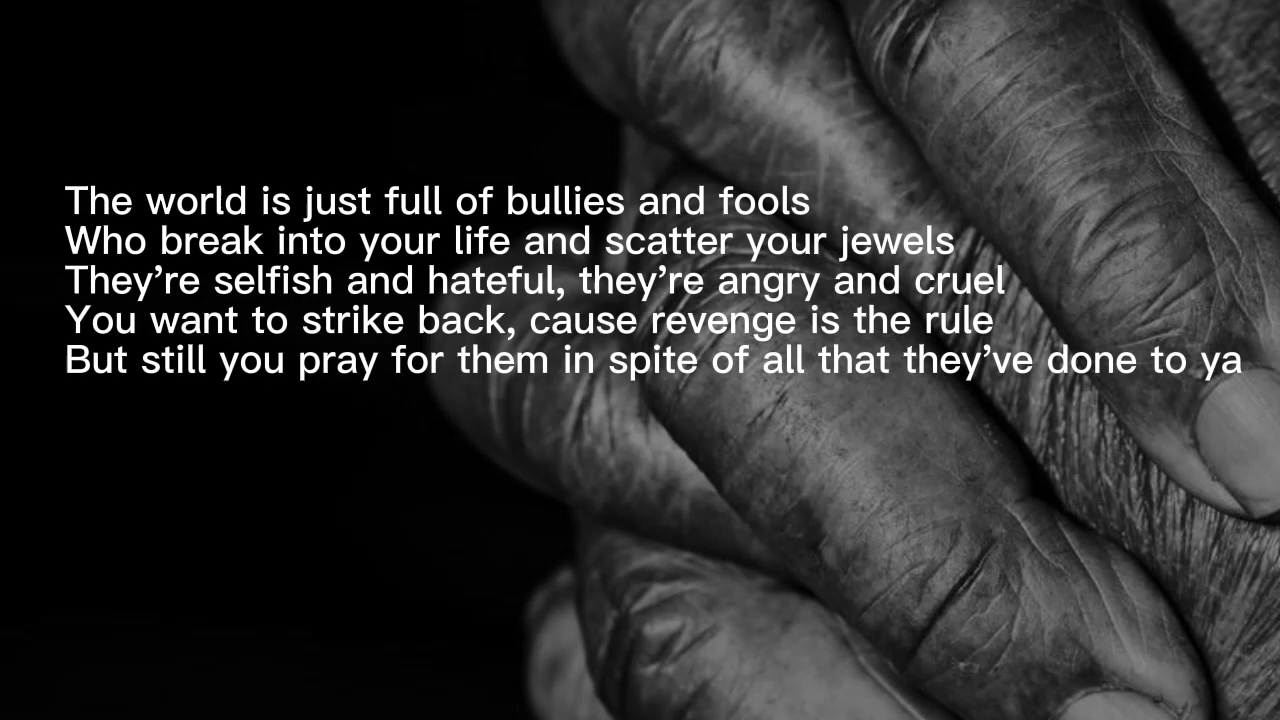 The world is just full of bullies and fools
Who break into your life and scatter your jewels
They’re selfish and hateful, they’re angry and cruel
You want to strike back, cause revenge is the rule
But still you pray for them in spite of all that they’ve done to ya